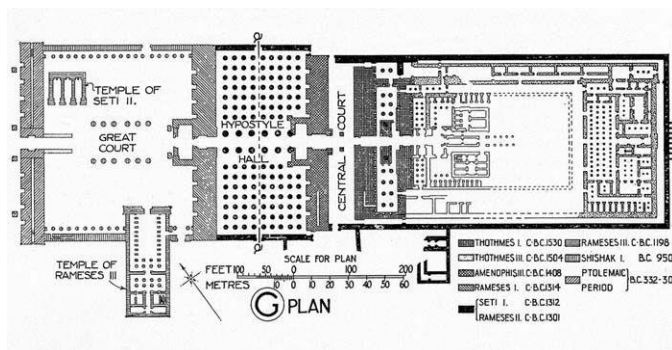 TEMPLE OF
SETI II.
GREAT
COURT
HYPOSTYLE
HALL
CENTRAL COURT
TEMPLE OF
RAMESES III
SCALE FOR PLAN
FEET 100 0 100 200
METRES 10 0 10 20 30 40 50 60
G PLAN
THOTHMES I. C·B.C.1530
THOTHMES III. C·B.C.1504
AMENOPHIS III. C·B.C.1408
RAMESES I. C·B.C.1314
SETI I. C·B.C.1312
RAMESES II. C·B.C.1301
RAMESES III. C·B.C.1198
SHISHAK I. B.C. 950
PTOLEMAIC
PERIOD
B.C.332-30